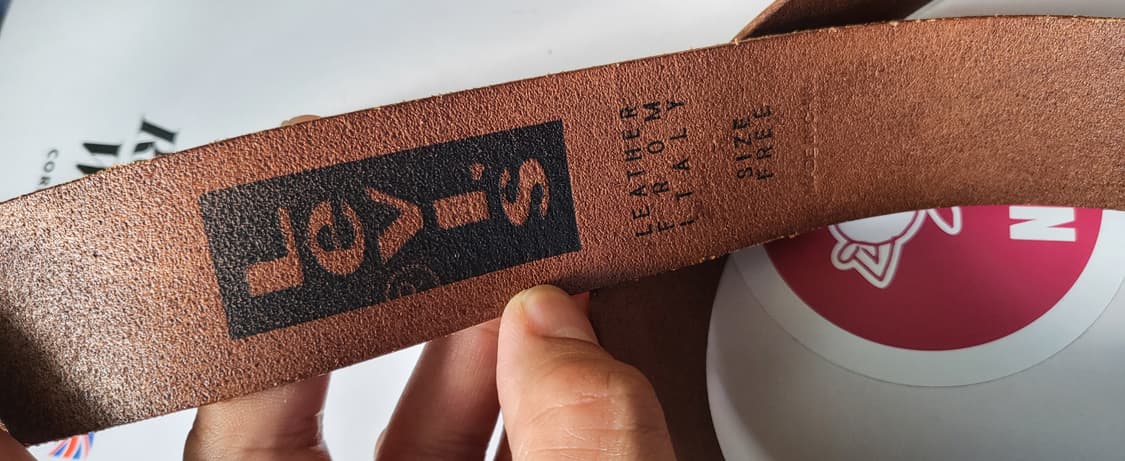 LEVI'S®
LEATHER
FROM
ITALY
SIZE
FREE
N